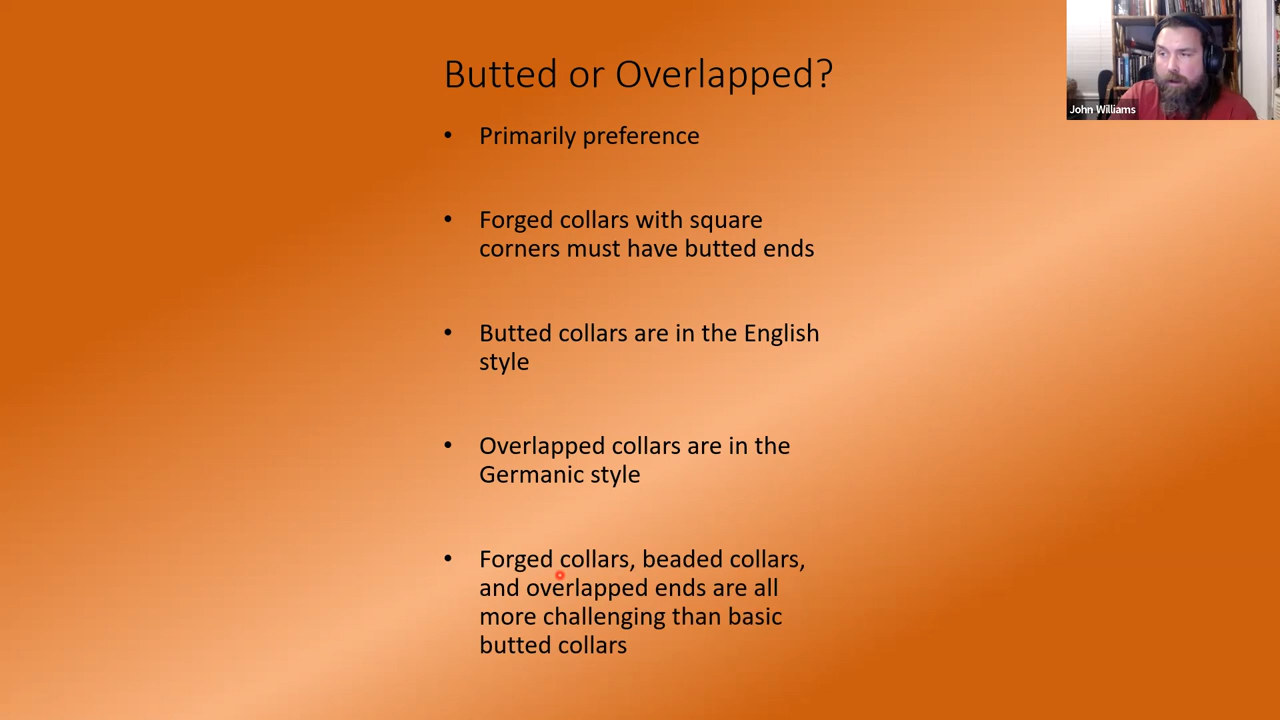 Butted or Overlapped?
John Williams
• Primarily preference
• Forged collars with square
corners must have butted ends
• Butted collars are in the English
style
• Overlapped collars are in the
Germanic style
• Forged collars, beaded collars,
and overlapped ends are all
more challenging than basic
butted collars